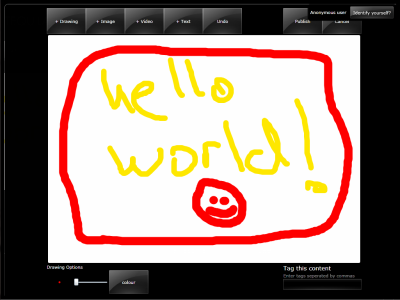 + Drawing + Image + Video + Text Undo Publish Cancel
Anonymous user Identify yourself?
hello
world!
Drawing Options
colour
Tag this content
Enter tags seperated by commas